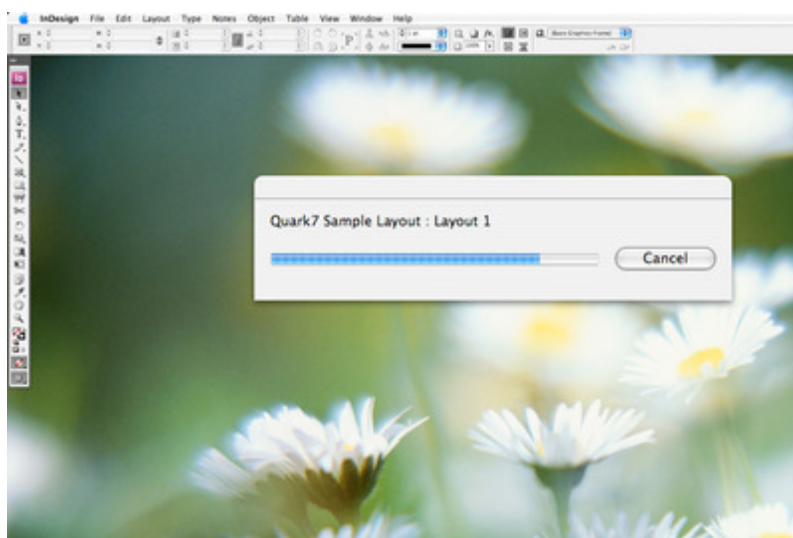 InDesign File Edit Layout Type Notes Object Table View Window Help
Quark7 Sample Layout : Layout 1
Cancel